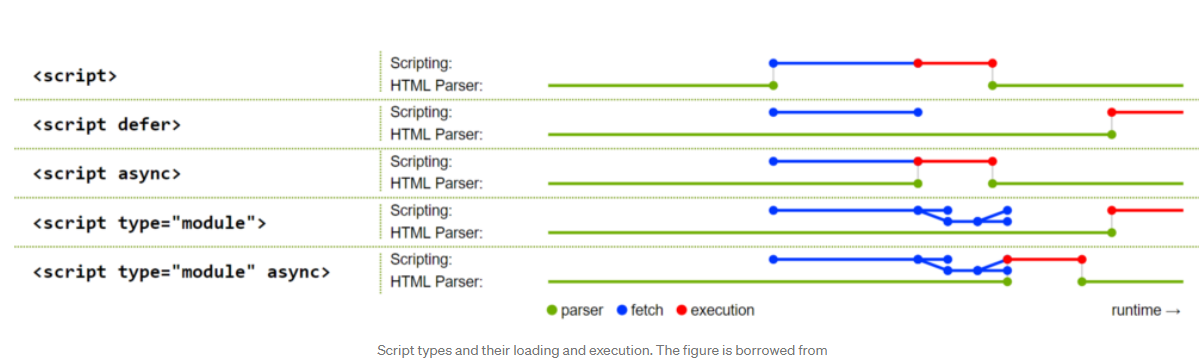 <script>
Scripting:
HTML Parser:
<script defer>
Scripting:
HTML Parser:
<script async>
Scripting:
HTML Parser:
<script type="module">
Scripting:
HTML Parser:
<script type="module" async>
Scripting:
HTML Parser:
parser fetch execution runtime →
Script types and their loading and execution. The figure is borrowed from